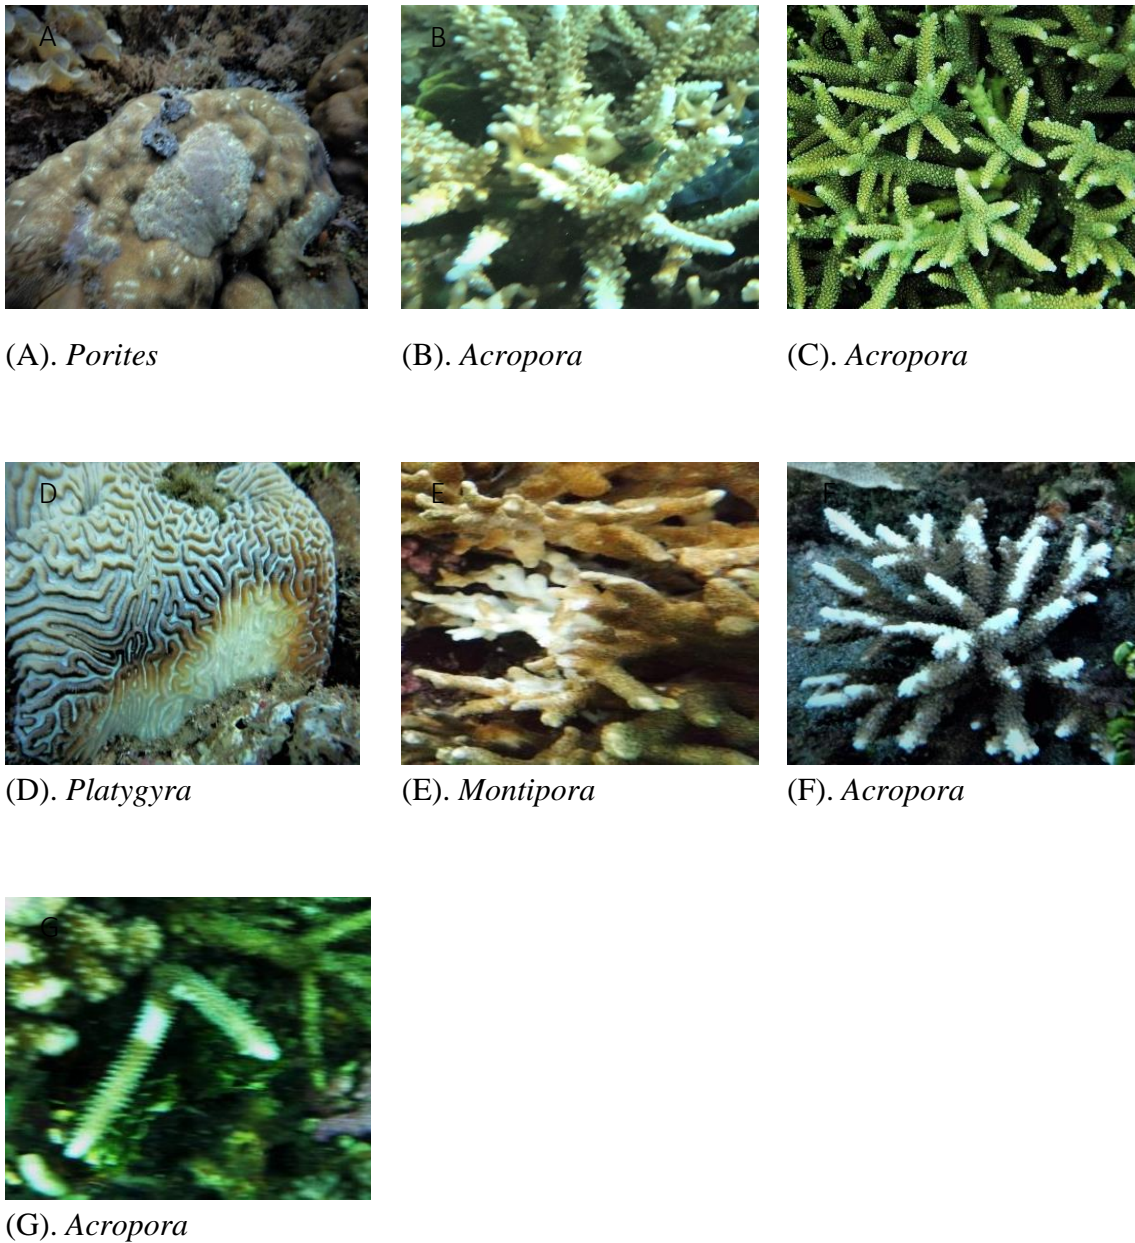 A B C
(A). Porites (B). Acropora (C). Acropora
D E F
(D). Platygyra (E). Montipora (F). Acropora
G
(G). Acropora